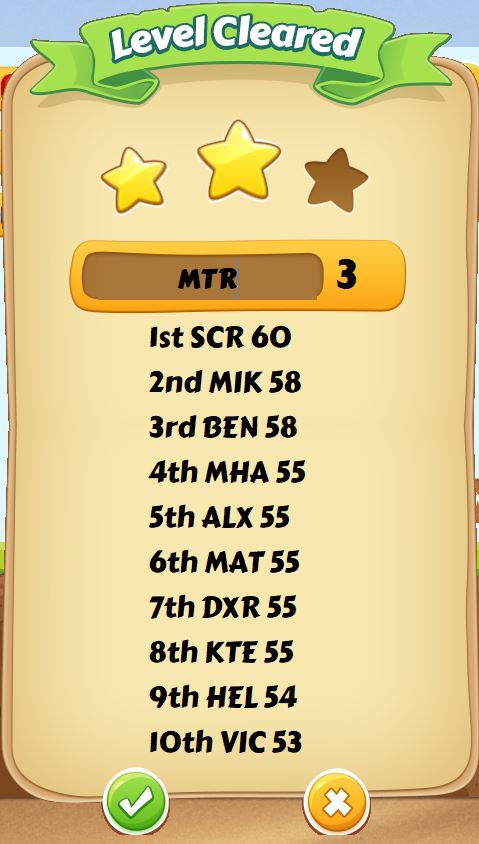 Level Cleared
MTR 3
1st SCR 60
2nd MIK 58
3rd BEN 58
4th MHA 55
5th ALX 55
6th MAT 55
7th DXR 55
8th KTE 55
9th HEL 54
10th VIC 53